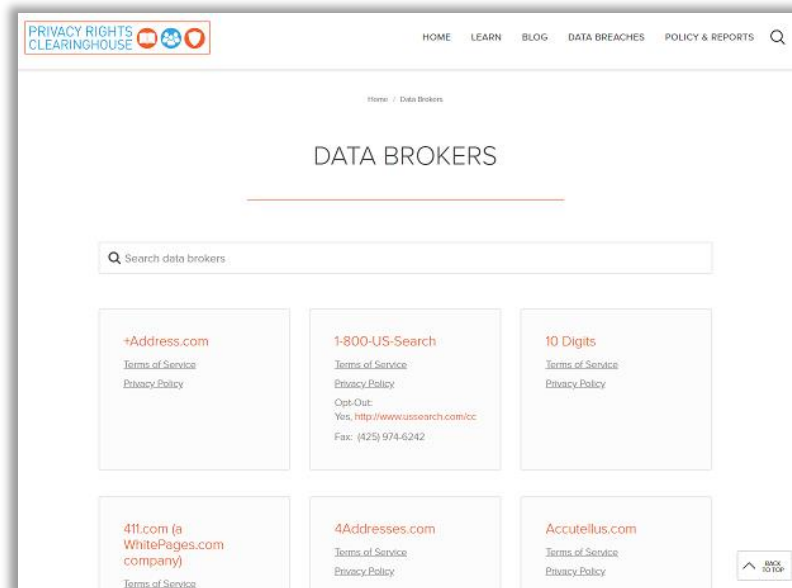 PRIVACY RIGHTS
CLEARINGHOUSE
HOME LEARN BLOG DATA BREACHES POLICY & REPORTS
Home / Data Brokers
DATA BROKERS
Search data brokers
+Address.com
Terms of Service
Privacy Policy
1-800-US-Search
Terms of Service
Privacy Policy
Opt-Out:
Yes, http://www.ussearch.com/cc
Fax: (425) 974-6242
10 Digits
Terms of Service
Privacy Policy
411.com (a
WhitePages.com
company)
Terms of Service
4Addresses.com
Terms of Service
Privacy Policy
Accutellus.com
Terms of Service
Privacy Policy
BACK
TO TOP